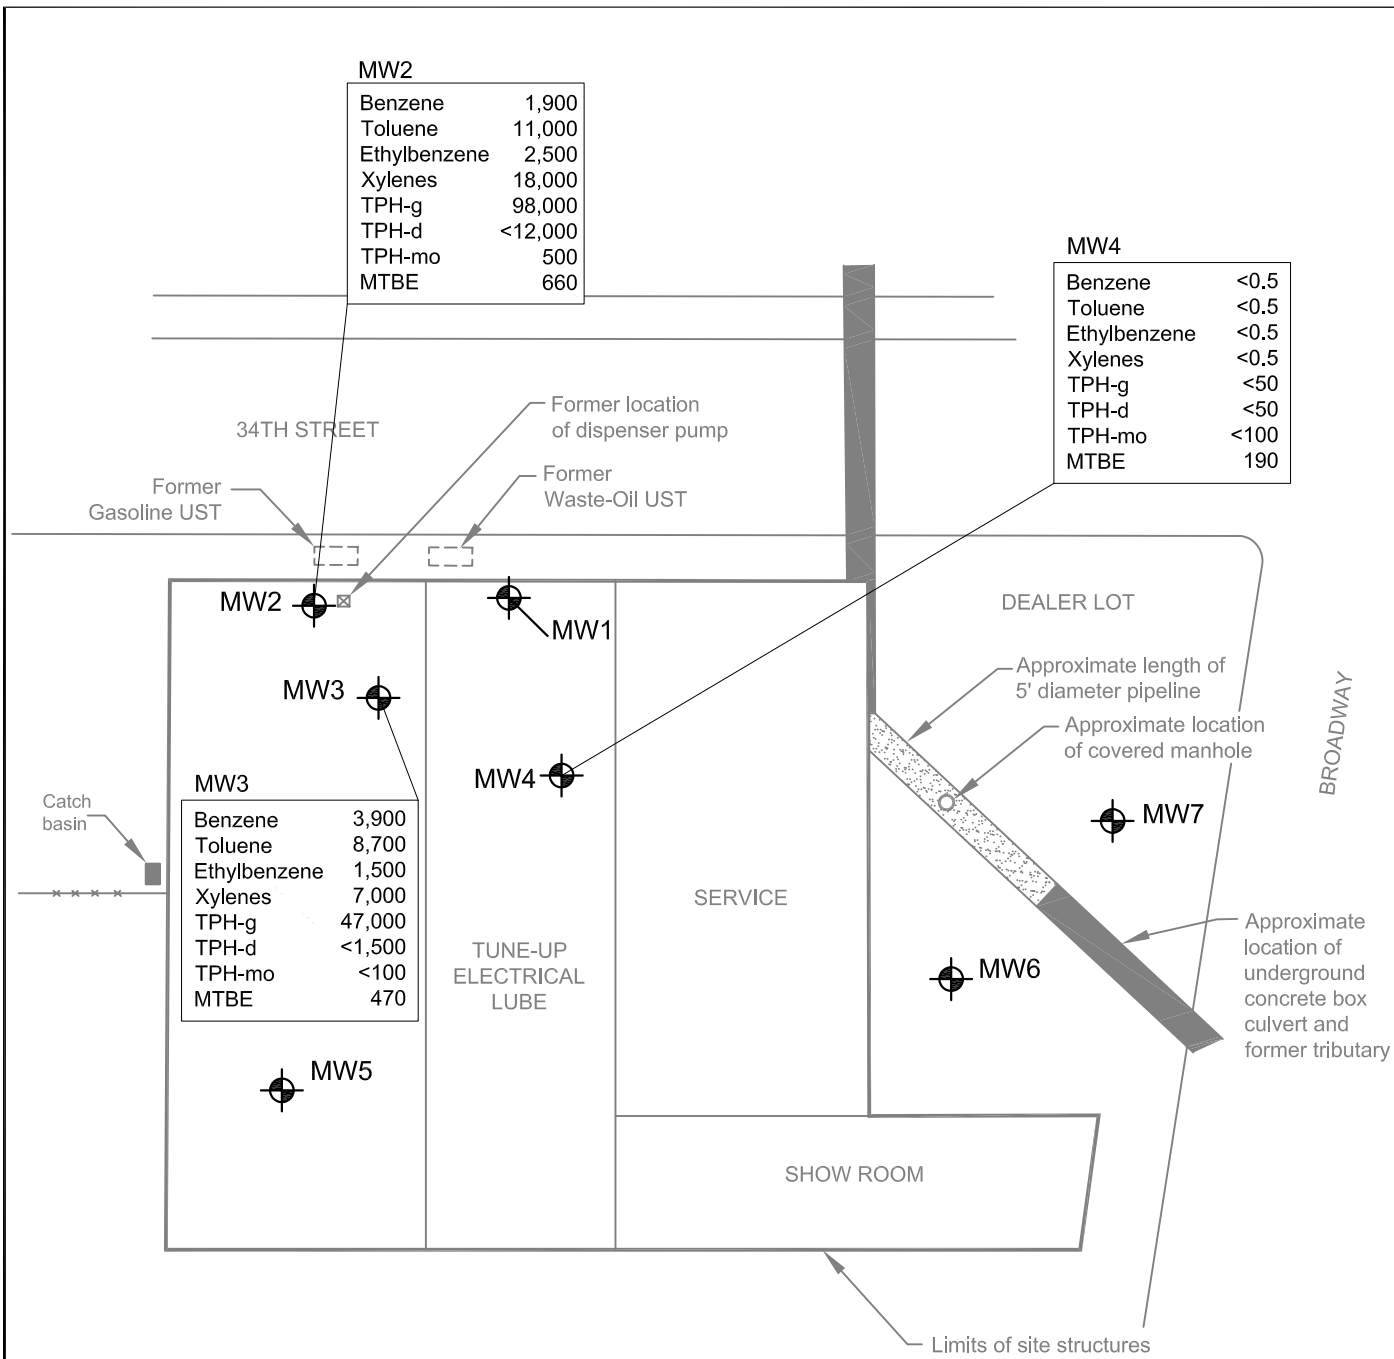 MW2
Benzene 1,900
Toluene 11,000
Ethylbenzene 2,500
Xylenes 18,000
TPH-g 98,000
TPH-d <12,000
TPH-mo 500
MTBE 660
MW4
Benzene <0.5
Toluene <0.5
Ethylbenzene <0.5
Xylenes <0.5
TPH-g <50
TPH-d <50
TPH-mo <100
MTBE 190
34TH STREET
Former location
of dispenser pump
Former
Gasoline UST
Former
Waste-Oil UST
MW2
MW1
DEALER LOT
MW3
Approximate length of
5' diameter pipeline
Approximate location
of covered manhole
BROADWAY
MW4
MW7
MW3
Benzene 3,900
Toluene 8,700
Ethylbenzene 1,500
Xylenes 7,000
TPH-g 47,000
TPH-d <1,500
TPH-mo <100
MTBE 470
Catch
basin
SERVICE
TUNE-UP
ELECTRICAL
LUBE
MW6
Approximate
location of
underground
concrete box
culvert and
former tributary
MW5
SHOW ROOM
Limits of site structures